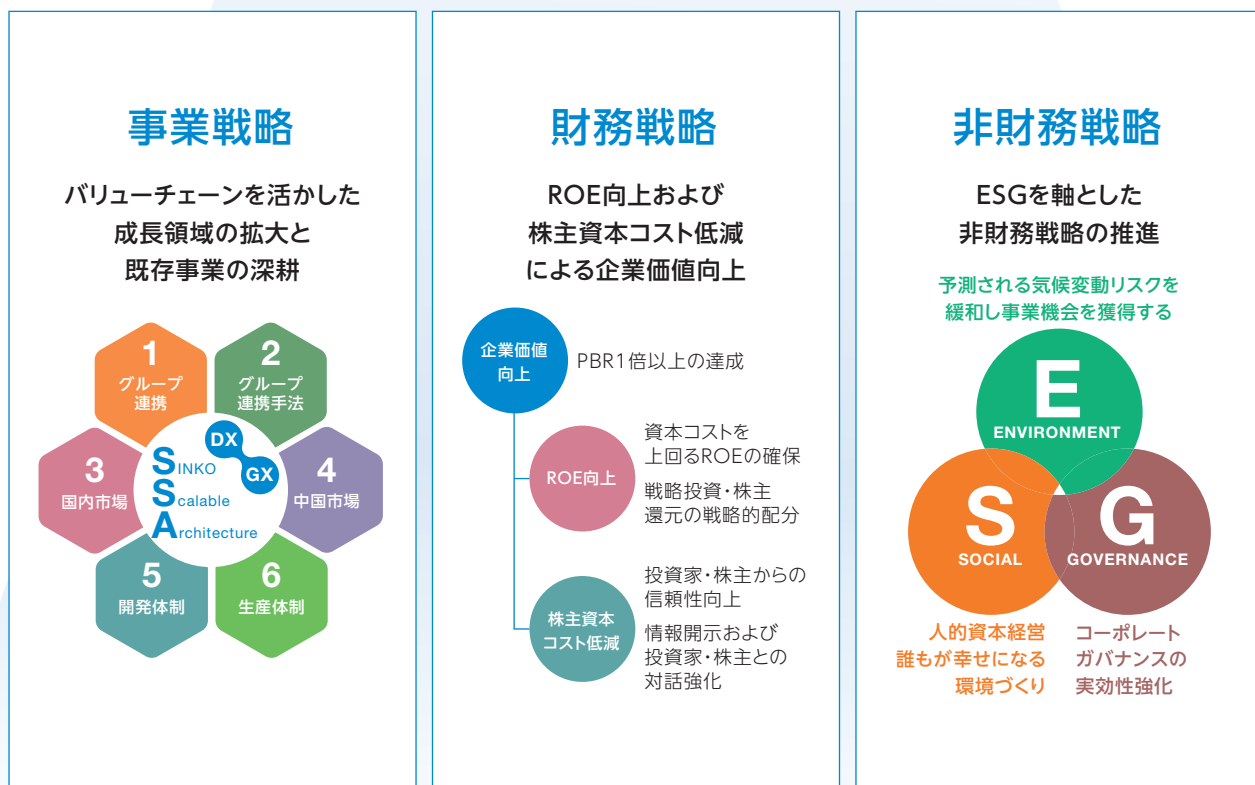 事業戦略
バリューチェーンを活かした
成長領域の拡大と
既存事業の深耕
1
グループ
連携
2
グループ
連携手法
3
国内市場
DX
GX
SINKO
Scalable
Architecture
4
中国市場
5
開発体制
6
生産体制
財務戦略
ROE向上および
株主資本コスト低減
による企業価値向上
企業価値
向上
PBR1倍以上の達成
ROE向上
資本コストを
上回るROEの確保
戦略投資・株主
還元の戦略的配分
株主資本
コスト低減
投資家・株主からの
信頼性向上
情報開示および
投資家・株主との
対話強化
非財務戦略
ESGを軸とした
非財務戦略の推進
予測される気候変動リスクを
緩和し事業機会を獲得する
E
ENVIRONMENT
S
SOCIAL
G
GOVERNANCE
人的資本経営
誰もが幸せになる
環境づくり
コーポレート
ガバナンスの
実効性強化